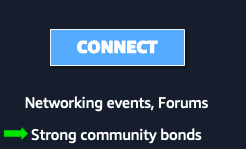 CONNECT
Networking events, Forums
Strong community bonds